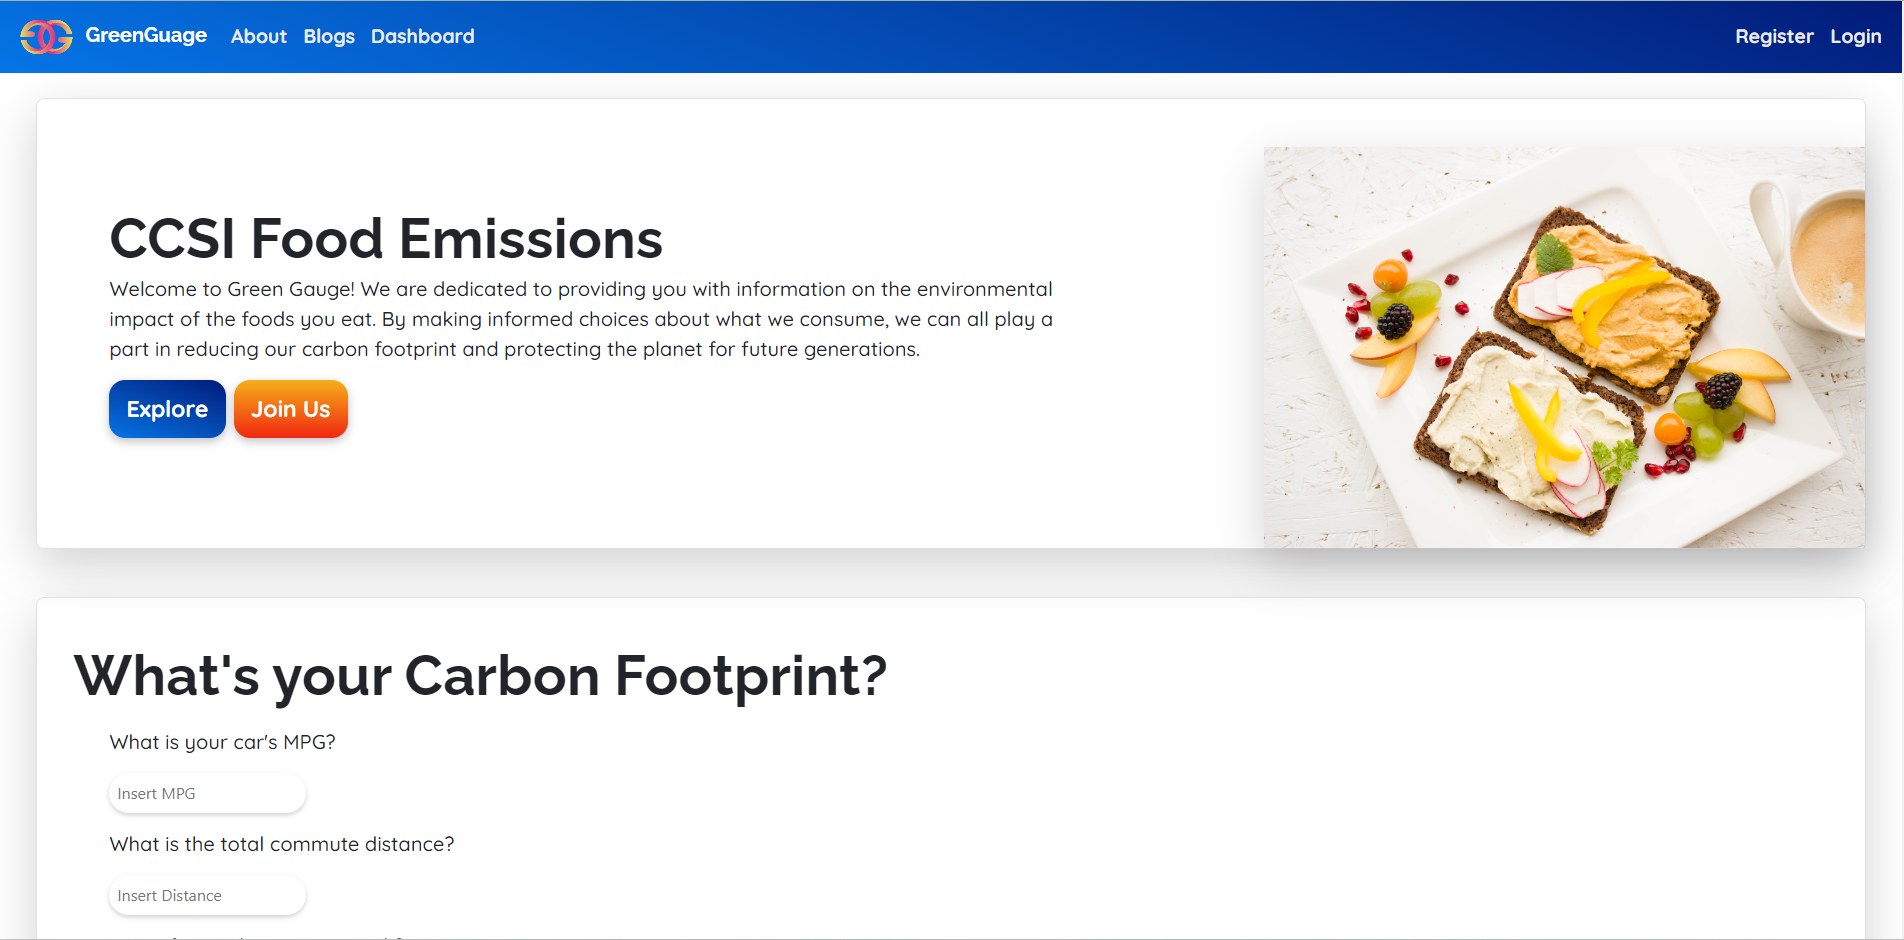 GreenGuage About Blogs Dashboard Register Login
CCSI Food Emissions
Welcome to Green Gauge! We are dedicated to providing you with information on the environmental
impact of the foods you eat. By making informed choices about what we consume, we can all play a
part in reducing our carbon footprint and protecting the planet for future generations.
Explore Join Us
What's your Carbon Footprint?
What is your car's MPG?
Insert MPG
What is the total commute distance?
Insert Distance